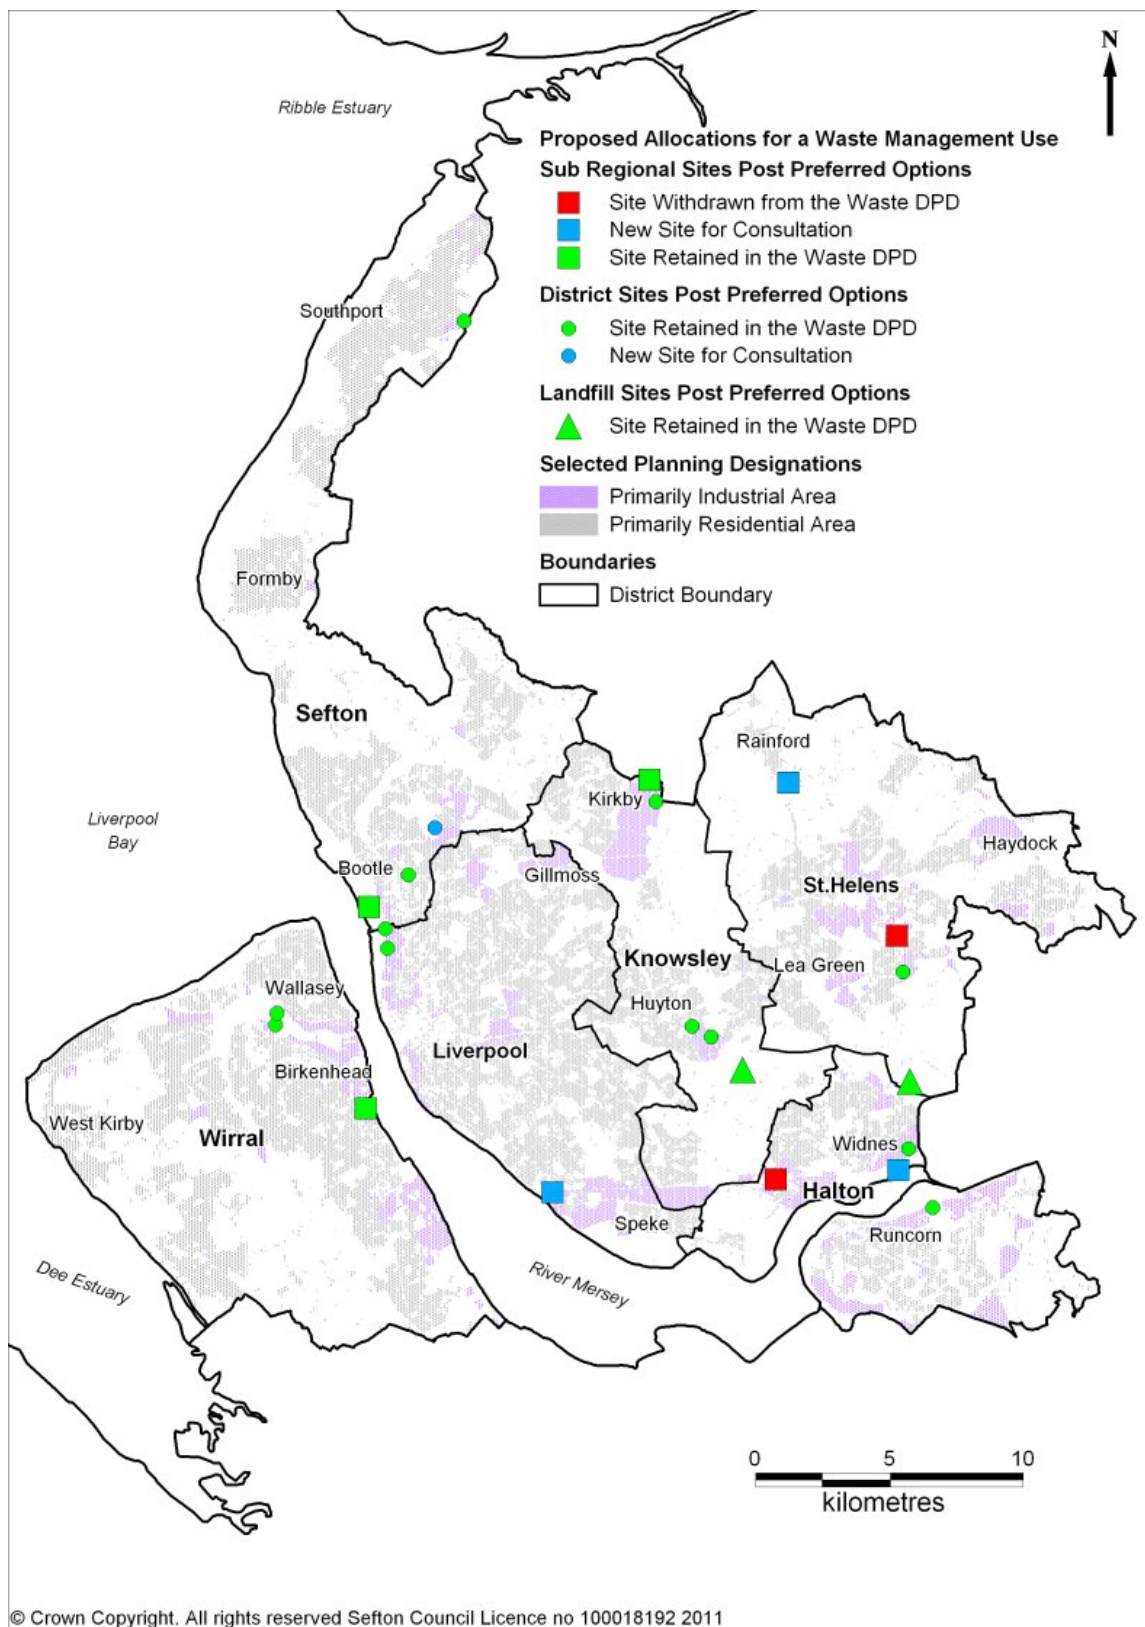 N
Ribble Estuary
Proposed Allocations for a Waste Management Use
Sub Regional Sites Post Preferred Options
Site Withdrawn from the Waste DPD
New Site for Consultation
Site Retained in the Waste DPD
District Sites Post Preferred Options
Site Retained in the Waste DPD
New Site for Consultation
Landfill Sites Post Preferred Options
Site Retained in the Waste DPD
Selected Planning Designations
Primarily Industrial Area
Primarily Residential Area
Boundaries
District Boundary
Southport
Formby
Sefton
Rainford
Kirkby
Liverpool
Bay
Haydock
Bootle
Gillmoss
St.Helens
Knowsley
Lea Green
Wallasey
Huyton
Liverpool
Birkenhead
West Kirby
Wirral
Widnes
Halton
Speke
Runcorn
Dee Estuary
River Mersey
0 5 10
kilometres
© Crown Copyright. All rights reserved Sefton Council Licence no 100018192 2011